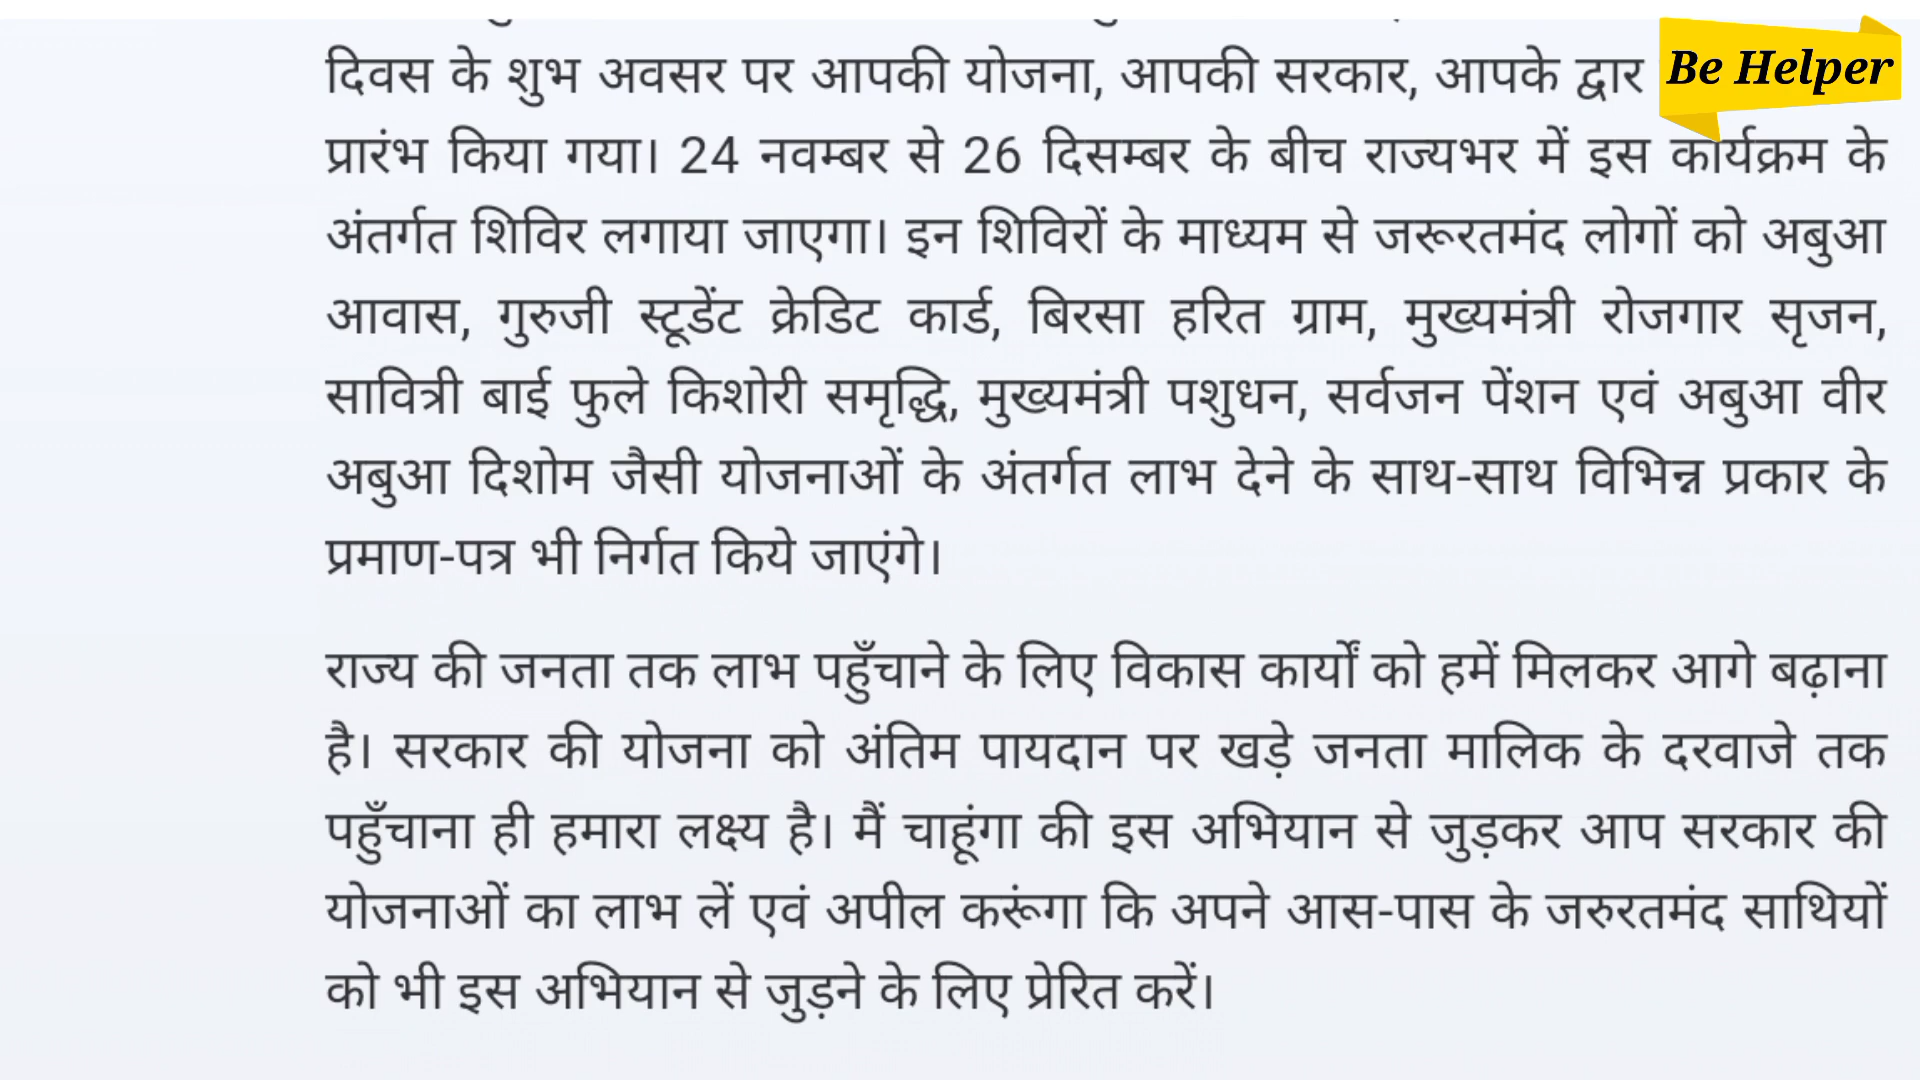 दिवस के शुभ अवसर पर आपकी योजना, आपकी सरकार, आपके द्वार
Be Helper
प्रारंभ किया गया। 24 नवम्बर से 26 दिसम्बर के बीच राज्यभर में इस कार्यक्रम के
अंतर्गत शिविर लगाया जाएगा। इन शिविरों के माध्यम से जरूरतमंद लोगों को अबुआ
आवास, गुरुजी स्टूडेंट क्रेडिट कार्ड, बिरसा हरित ग्राम, मुख्यमंत्री रोजगार सृजन,
सावित्री बाई फुले किशोरी समृद्धि, मुख्यमंत्री पशुधन, सर्वजन पेंशन एवं अबुआ वीर
अबुआ दिशोम जैसी योजनाओं के अंतर्गत लाभ देने के साथ-साथ विभिन्न प्रकार के
प्रमाण-पत्र भी निर्गत किये जाएंगे।
राज्य की जनता तक लाभ पहुँचाने के लिए विकास कार्यों को हमें मिलकर आगे बढ़ाना
है। सरकार की योजना को अंतिम पायदान पर खड़े जनता मालिक के दरवाजे तक
पहुँचाना ही हमारा लक्ष्य है। मैं चाहूंगा की इस अभियान से जुड़कर आप सरकार की
योजनाओं का लाभ लें एवं अपील करूंगा कि अपने आस-पास के जरुरतमंद साथियों
को भी इस अभियान से जुड़ने के लिए प्रेरित करें।